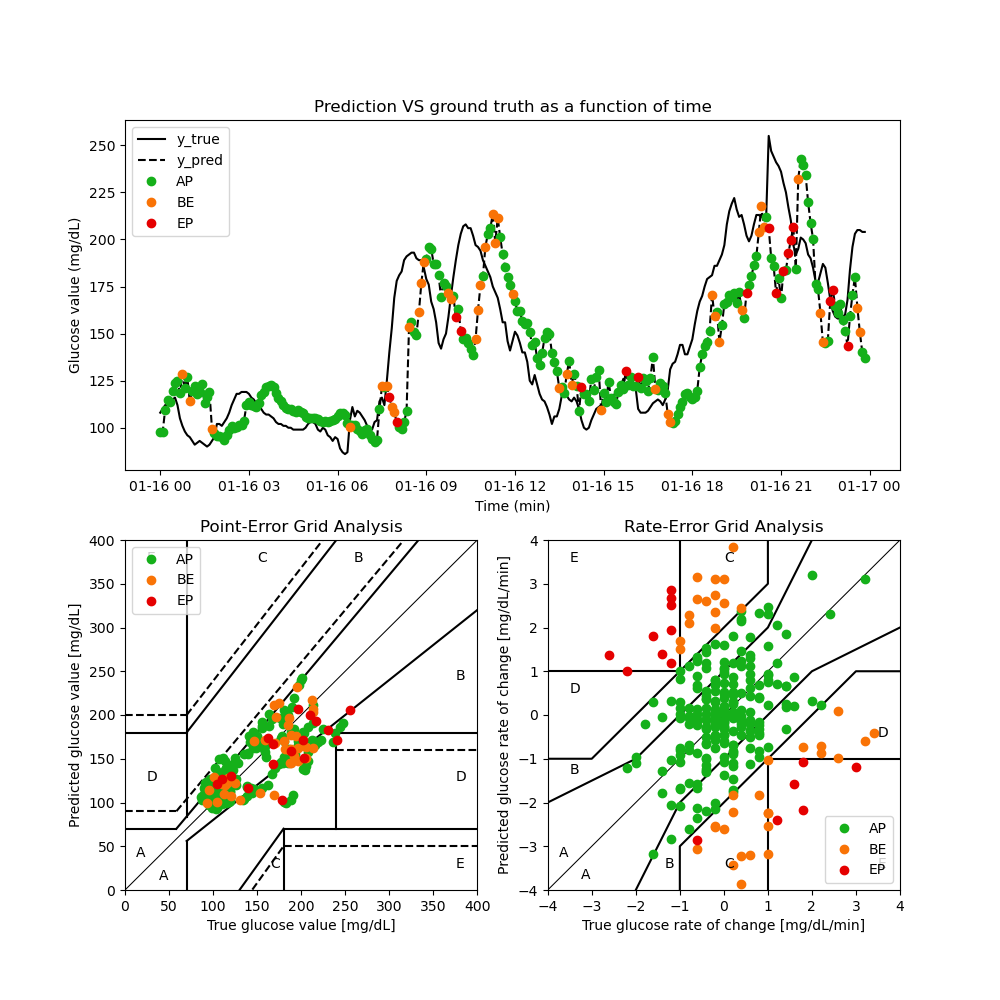 Prediction VS ground truth as a function of time
Glucose value (mg/dL)
250
225
200
175
150
125
100
y_true
y_pred
AP
BE
EP
01-16 00 01-16 03 01-16 06 01-16 09 01-16 12 01-16 15 01-16 18 01-16 21 01-17 00
Time (min)
Point-Error Grid Analysis
Predicted glucose value [mg/dL]
400
350
300
250
200
150
100
50
0
AP
BE
EP
E
C
B
B
D
D
A
A
C
E
0 50 100 150 200 250 300 350 400
True glucose value [mg/dL]
Rate-Error Grid Analysis
Predicted glucose rate of change [mg/dL/min]
4
3
2
1
0
−1
−2
−3
−4
E
C
D
D
B
A
A
B
C
E
AP
BE
EP
−4 −3 −2 −1 0 1 2 3 4
True glucose rate of change [mg/dL/min]